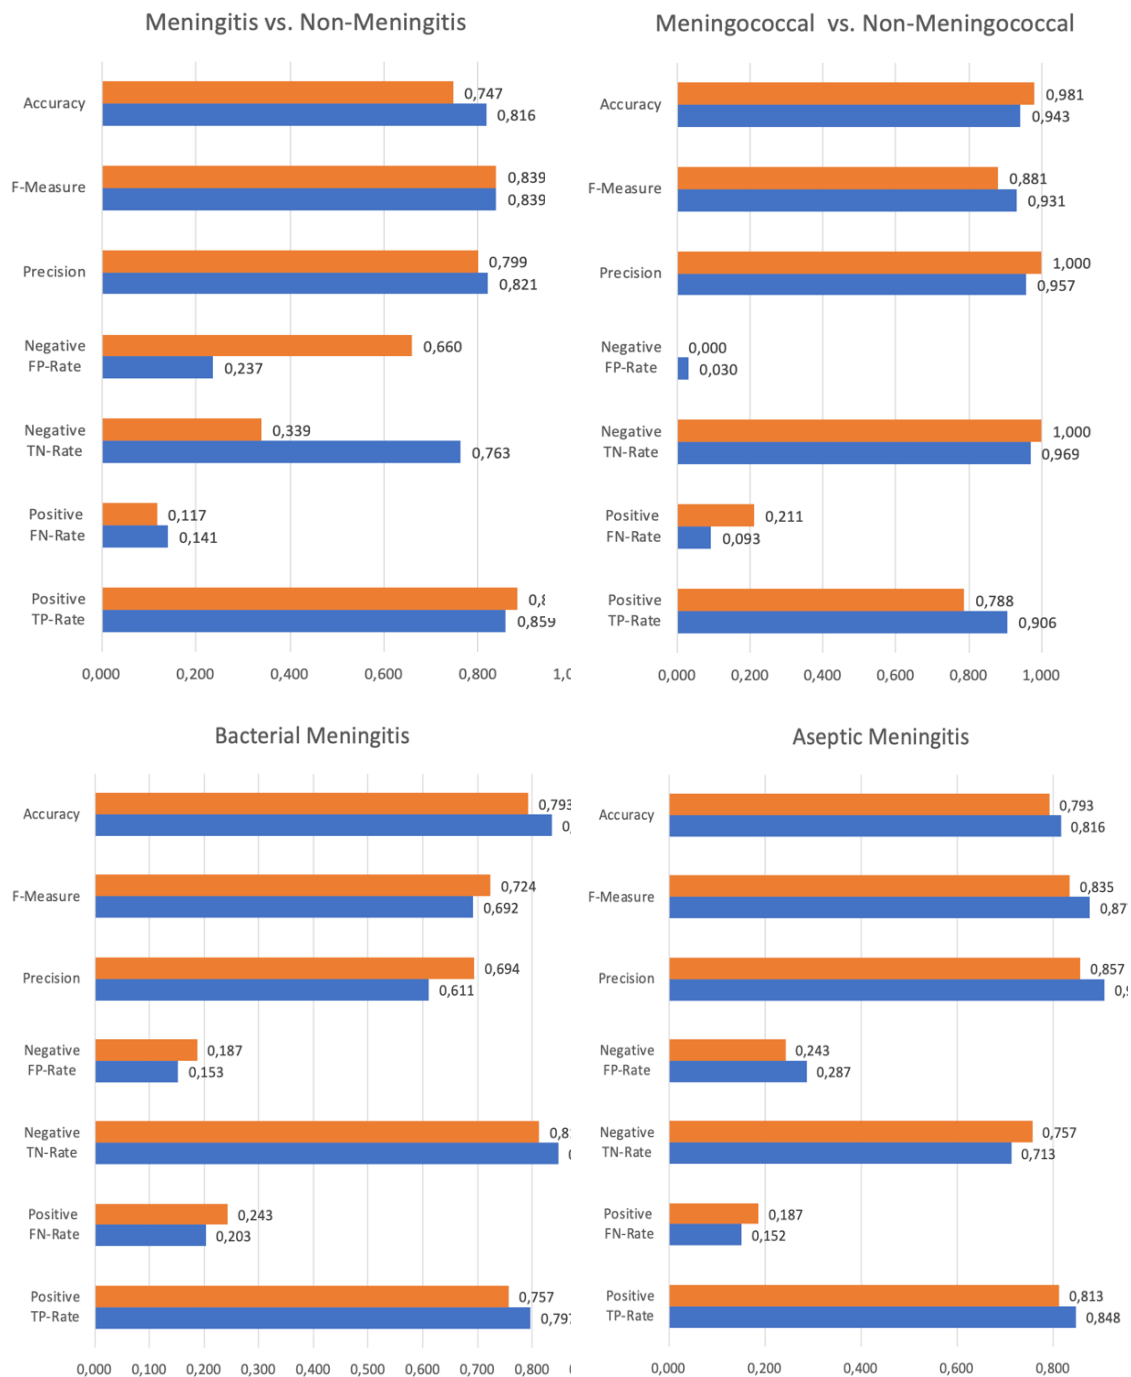 Meningitis vs. Non-Meningitis
Accuracy
0,747
0,816
F-Measure
0,839
0,839
Precision
0,799
0,821
Negative
FP-Rate
0,660
0,237
Negative
TN-Rate
0,339
0,763
Positive
FN-Rate
0,117
0,141
Positive
TP-Rate
0,859
0,000 0,200 0,400 0,600 0,800
Meningococcal vs. Non-Meningococcal
Accuracy
0,981
0,943
F-Measure
0,881
0,931
Precision
1,000
0,957
Negative
FP-Rate
0,000
0,030
Negative
TN-Rate
1,000
0,969
Positive
FN-Rate
0,211
0,093
Positive
TP-Rate
0,788
0,906
0,000 0,200 0,400 0,600 0,800 1,000
Bacterial Meningitis
Accuracy
0,793
F-Measure
0,724
0,692
Precision
0,694
0,611
Negative
FP-Rate
0,187
0,153
Negative
TN-Rate
Positive
FN-Rate
0,243
0,203
Positive
TP-Rate
0,757
0,797
0,000 0,100 0,200 0,300 0,400 0,500 0,600 0,700 0,800
Aseptic Meningitis
Accuracy
0,793
0,816
F-Measure
0,835
0,877
Precision
0,857
Negative
FP-Rate
0,243
0,287
Negative
TN-Rate
0,757
0,713
Positive
FN-Rate
0,187
0,152
Positive
TP-Rate
0,813
0,848
0,000 0,200 0,400 0,600 0,800